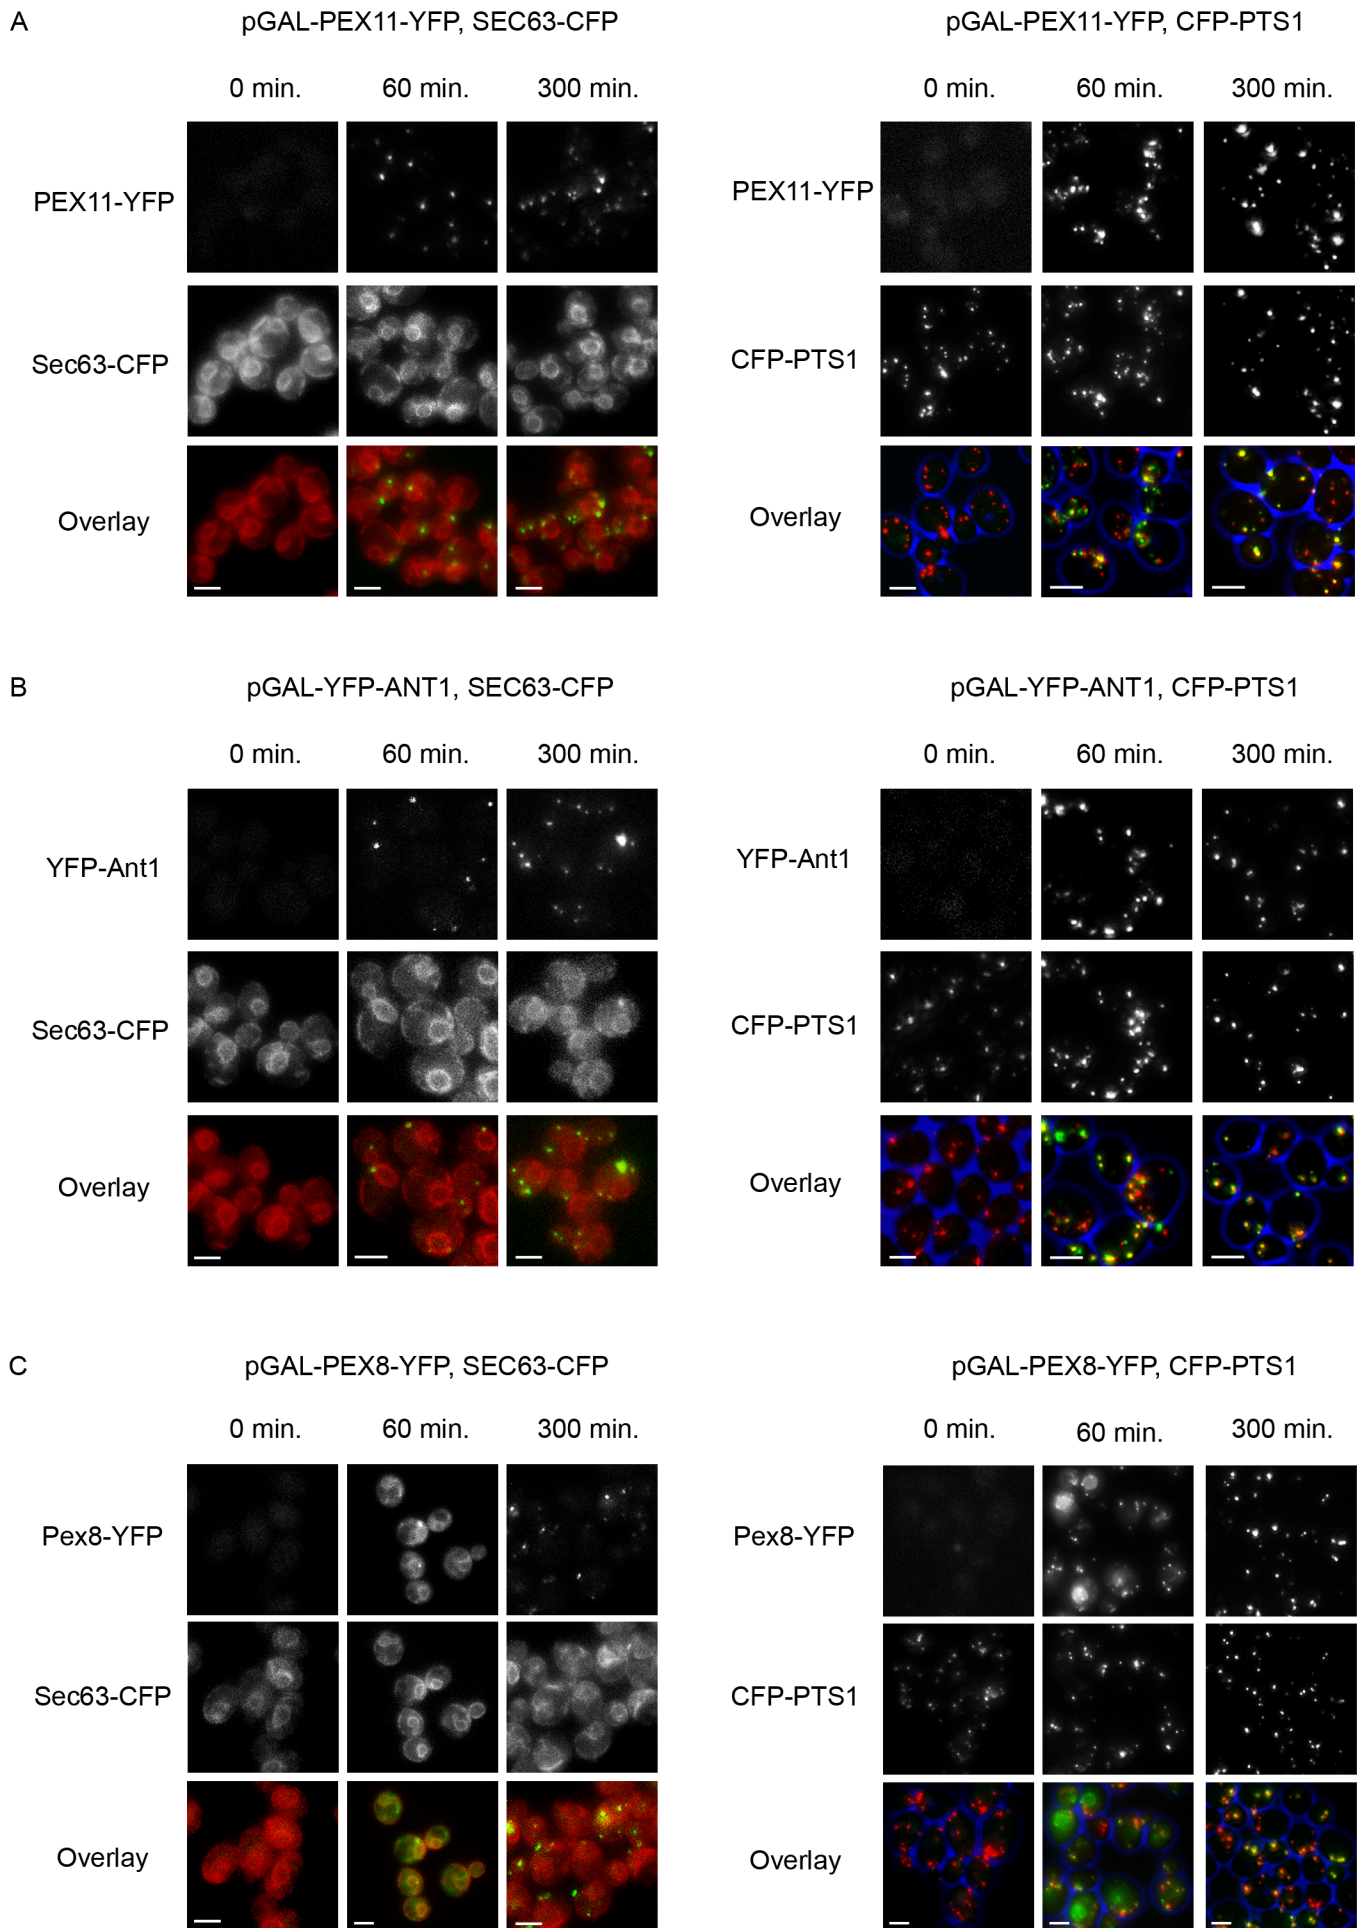 A
pGAL-PEX11-YFP, SEC63-CFP
pGAL-PEX11-YFP, CFP-PTS1
0 min.
60 min.
300 min.
0 min.
60 min.
300 min.
PEX11-YFP
PEX11-YFP
Sec63-CFP
CFP-PTS1
Overlay
Overlay
B
pGAL-YFP-ANT1, SEC63-CFP
pGAL-YFP-ANT1, CFP-PTS1
0 min.
60 min.
300 min.
0 min.
60 min.
300 min.
YFP-Ant1
YFP-Ant1
Sec63-CFP
CFP-PTS1
Overlay
Overlay
C
pGAL-PEX8-YFP, SEC63-CFP
pGAL-PEX8-YFP, CFP-PTS1
0 min.
60 min.
300 min.
0 min.
60 min.
300 min.
Pex8-YFP
Pex8-YFP
Sec63-CFP
CFP-PTS1
Overlay
Overlay